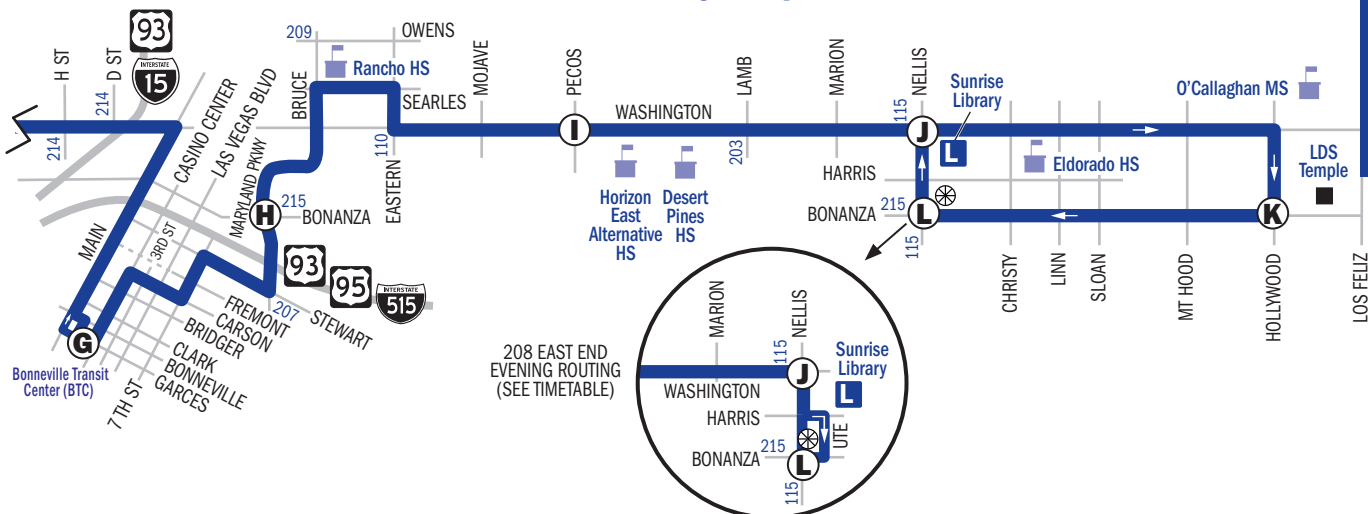 93
INTERSTATE
15
H ST
D ST
214
214
CASINO CENTER
LAS VEGAS BLVD
MAIN
3RD ST
MARYLAND PKWY
BRUCE
209
OWENS
Rancho HS
SEARLES
110
EASTERN
MOJAVE
PECOS
I
WASHINGTON
LAMB
203
MARION
NELLIS
115
J
Sunrise
Library
L
O'Callaghan MS
Eldorado HS
LDS
Temple
HARRIS
BONANZA
215
L
115
K
CHRISTY
LINN
SLOAN
MT HOOD
HOLLYWOOD
LOS FELIZ
Horizon
East
Alternative
HS
Desert
Pines
HS
H
215
BONANZA
93
95
INTERSTATE
515
207
STEWART
FREMONT
CARSON
BRIDGER
CLARK
BONNEVILLE
GARCES
7TH ST
G
Bonneville Transit
Center (BTC)
208 EAST END
EVENING ROUTING
(SEE TIMETABLE)
MARION
NELLIS
115
J
Sunrise
Library
L
WASHINGTON
HARRIS
UTE
BONANZA
215
L
115